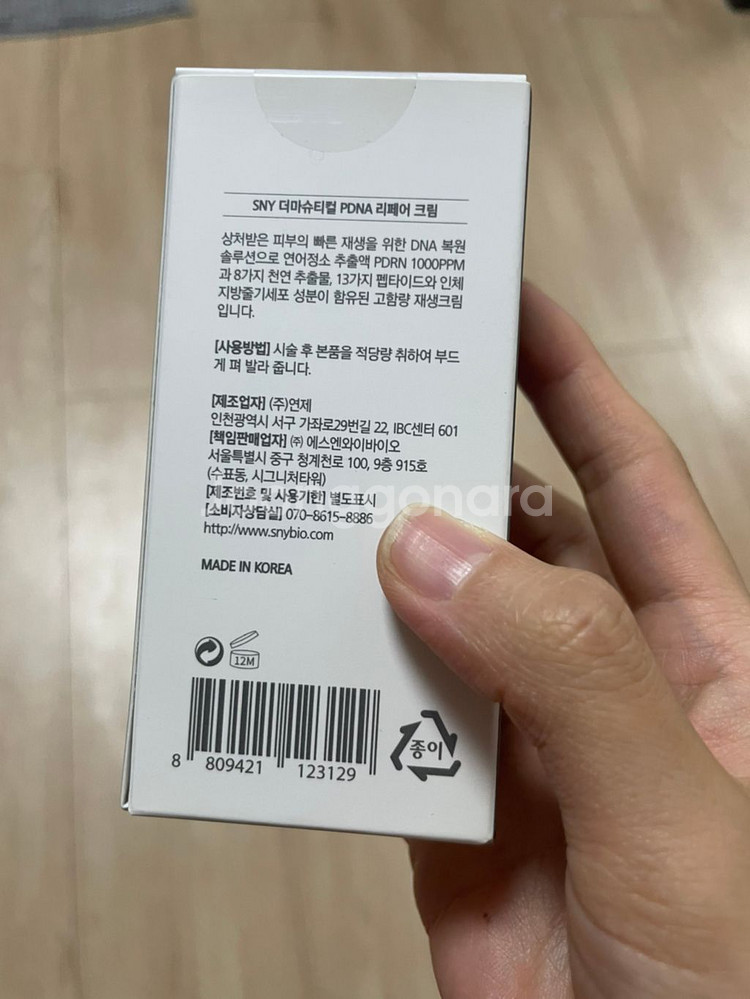 SNY 더마슈티컬 PDNA 리페어 크림
상처받은 피부의 빠른 재생을 위한 DNA 복원
솔루션으로 연어정소 추출액 PDRN 1000PPM
과 8가지 천연 추출물, 13가지 펩타이드와 인체
지방줄기세포 성분이 함유된 고함량 재생크림
입니다.
[사용방법] 시술 후 본품을 적당량 취하여 부드
게 펴 발라 줍니다.
[제조업자] (주)연제
인천광역시 서구 가좌로29번길 22, IBC센터 601
[책임판매업자] ㈜ 에스엔와이바이오
서울특별시 중구 청계천로 100, 9층 915호
(수표동, 시그니처타워)
[제조번호 및 사용기한] 별도표시
[소비자상담실] 070-8615-8886
http://www.snybio.com
MADE IN KOREA
12M
8 809421 123129
종이